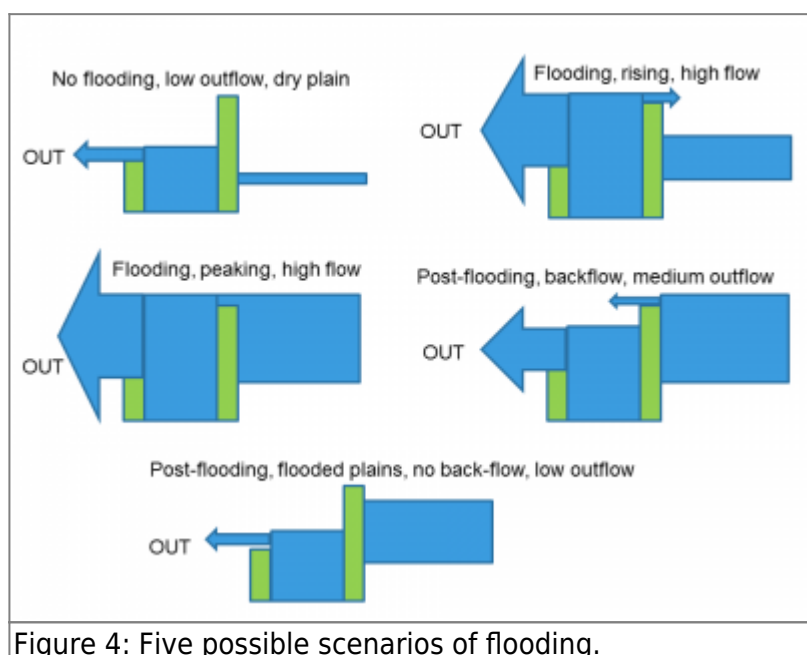 No flooding, low outflow, dry plain
OUT
Flooding, rising, high flow
OUT
Flooding, peaking, high flow
OUT
Post-flooding, backflow, medium outflow
OUT
Post-flooding, flooded plains, no back-flow, low outflow
OUT
Figure 4: Five possible scenarios of flooding.